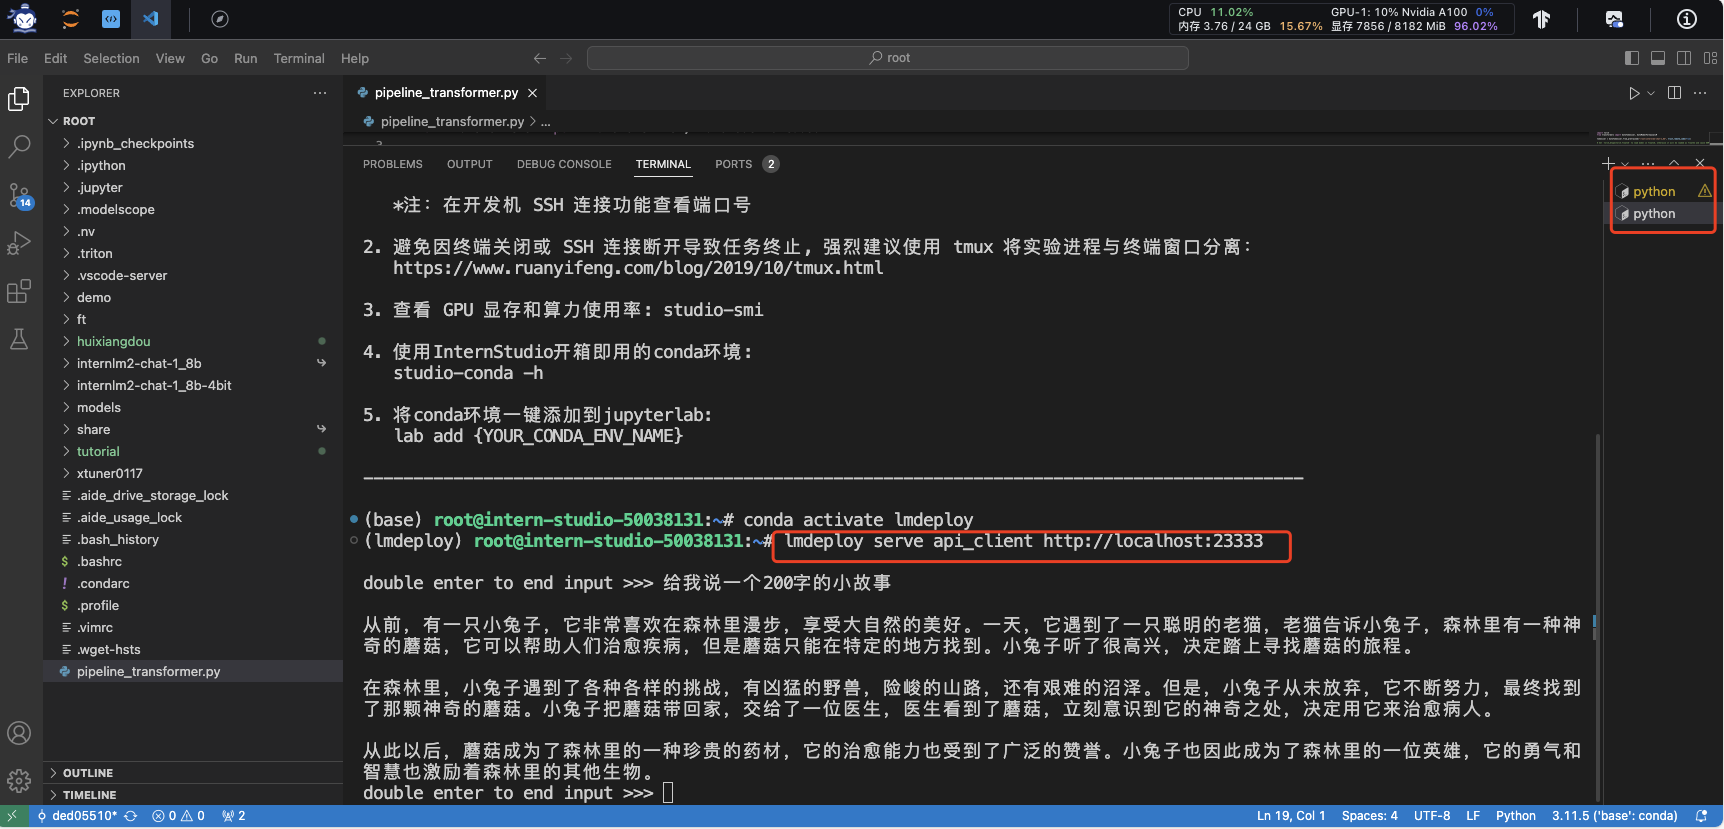 CPU 11.02% GPU-1: 10% Nvidia A100 0%
内存 3.76 / 24 GB 15.67% 显存 7856 / 8182 MiB 96.02%
File Edit Selection View Go Run Terminal Help
root
EXPLORER
ROOT
.ipynb_checkpoints
.ipython
.jupyter
.modelscope
.nv
.triton
.vscode-server
demo
ft
huixiangdou
internlm2-chat-1_8b
internlm2-chat-1_8b-4bit
models
share
tutorial
xtuner0117
.aide_drive_storage_lock
.aide_usage_lock
.bash_history
.bashrc
.condarc
.profile
.vimrc
.wget-hsts
pipeline_transformer.py
OUTLINE
TIMELINE
14
pipeline_transformer.py
pipeline_transformer.py > ...
PROBLEMS OUTPUT DEBUG CONSOLE TERMINAL PORTS 2
python
python
*注: 在开发机 SSH 连接功能查看端口号
2. 避免因终端关闭或 SSH 连接断开导致任务终止, 强烈建议使用 tmux 将实验进程与终端窗口分离:
https://www.ruanyifeng.com/blog/2019/10/tmux.html
3. 查看 GPU 显存和算力使用率: studio-smi
4. 使用InternStudio开箱即用的conda环境:
studio-conda -h
5. 将conda环境一键添加到jupyterlab:
lab add {YOUR_CONDA_ENV_NAME}
(base) root@intern-studio-50038131:~# conda activate lmdeploy
(lmdeploy) root@intern-studio-50038131:~# lmdeploy serve api_client http://localhost:23333
double enter to end input >>> 给我说一个200字的小故事
从前，有一只小兔子，它非常喜欢在森林里漫步，享受大自然的美好。一天，它遇到了一只聪明的老猫，老猫告诉小兔子，森林里有一种神
奇的蘑菇，它可以帮助人们治愈疾病，但是蘑菇只能在特定的地方找到。小兔子听了很高兴，决定踏上寻找蘑菇的旅程。
在森林里，小兔子遇到了各种各样的挑战，有凶猛的野兽，险峻的山路，还有艰难的沼泽。但是，小兔子从未放弃，它不断努力，最终找到
了那颗神奇的蘑菇。小兔子把蘑菇带回家，交给了一位医生，医生看到了蘑菇，立刻意识到它的神奇之处，决定用它来治愈病人。
从此以后，蘑菇成为了森林里的一种珍贵的药材，它的治愈能力也受到了广泛的赞誉。小兔子也因此成为了森林里的一位英雄，它的勇气和
智慧也激励着森林里的其他生物。
double enter to end input >>>
ded05510* 0 0 2 Ln 19, Col 1 Spaces: 4 UTF-8 LF Python 3.11.5 ('base': conda)